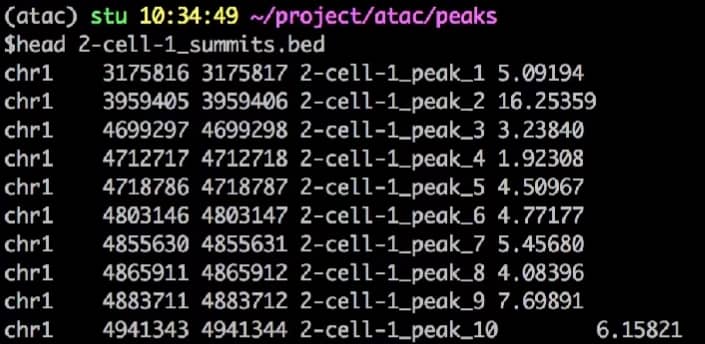 (atac) stu 10:34:49 ~/project/atac/peaks
$head 2-cell-1_summits.bed
chr1	3175816	3175817	2-cell-1_peak_1	5.09194
chr1	3959405	3959406	2-cell-1_peak_2	16.25359
chr1	4699297	4699298	2-cell-1_peak_3	3.23840
chr1	4712717	4712718	2-cell-1_peak_4	1.92308
chr1	4718786	4718787	2-cell-1_peak_5	4.50967
chr1	4803146	4803147	2-cell-1_peak_6	4.77177
chr1	4855630	4855631	2-cell-1_peak_7	5.45680
chr1	4865911	4865912	2-cell-1_peak_8	4.08396
chr1	4883711	4883712	2-cell-1_peak_9	7.69891
chr1	4941343	4941344	2-cell-1_peak_10	6.15821